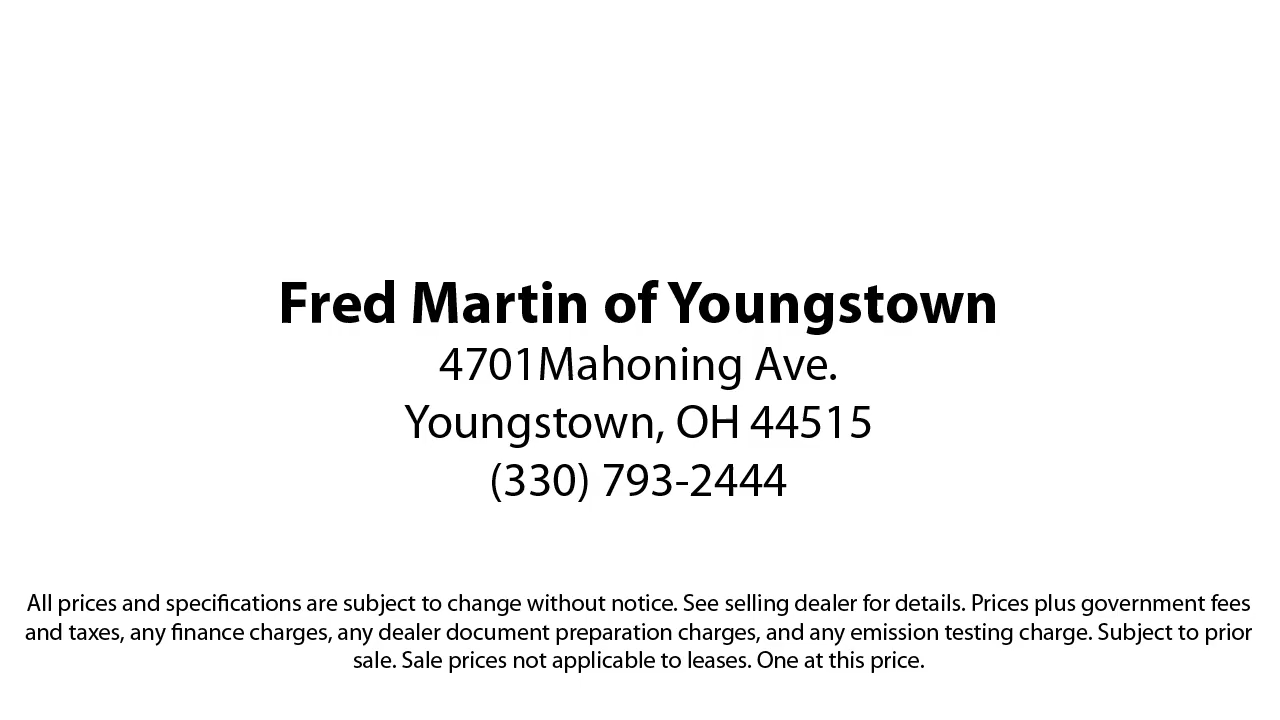 Fred Martin of Youngstown
4701Mahoning Ave.
Youngstown, OH 44515
(330) 793-2444
All prices and specifications are subject to change without notice. See selling dealer for details. Prices plus government fees
and taxes, any finance charges, any dealer document preparation charges, and any emission testing charge. Subject to prior
sale. Sale prices not applicable to leases. One at this price.